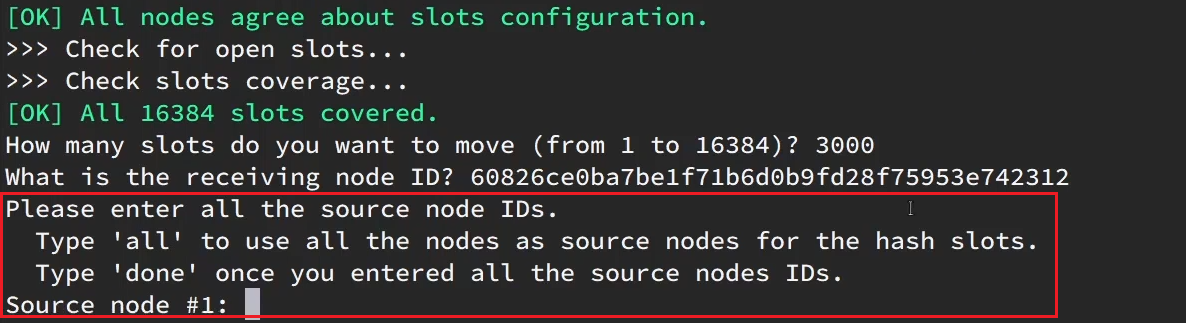 [OK] All nodes agree about slots configuration.
>>> Check for open slots...
>>> Check slots coverage...
[OK] All 16384 slots covered.
How many slots do you want to move (from 1 to 16384)? 3000
What is the receiving node ID? 60826ce0ba7be1f71b6d0b9fd28f75953e742312
Please enter all the source node IDs.
  Type 'all' to use all the nodes as source nodes for the hash slots.
  Type 'done' once you entered all the source nodes IDs.
Source node #1: